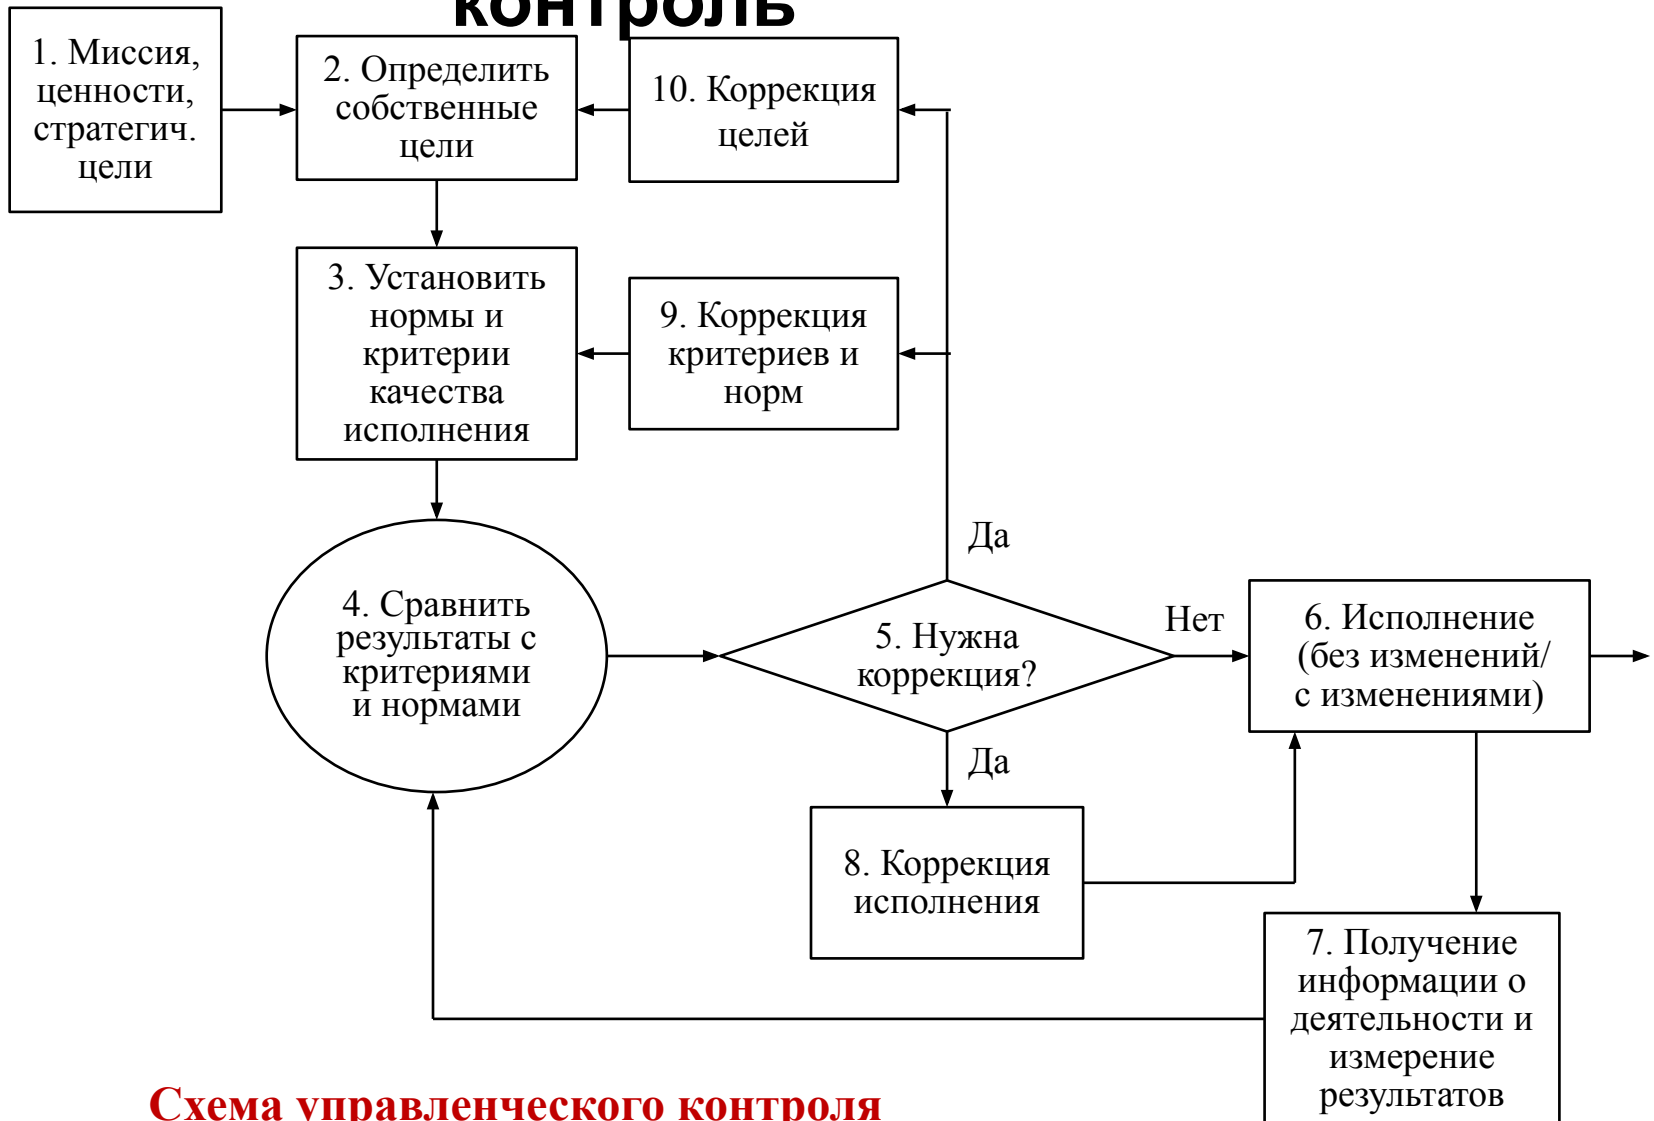 контроль
1. Миссия,
ценности,
стратегич.
цели
2. Определить
собственные
цели
10. Коррекция
целей
3. Установить
нормы и
критерии
качества
исполнения
9. Коррекция
критериев и
норм
Да
4. Сравнить
результаты с
критериями
и нормами
5. Нужна
коррекция?
Нет
6. Исполнение
(без изменений/
с изменениями)
Да
8. Коррекция
исполнения
7. Получение
информации о
деятельности и
измерение
результатов
Схема управленческого контроля